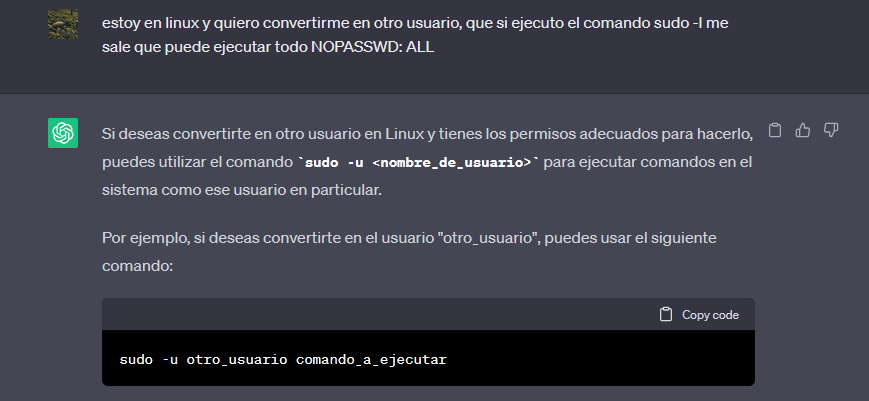 estoy en linux y quiero convertirme en otro usuario, que si ejecuto el comando sudo -l me
sale que puede ejecutar todo NOPASSWD: ALL
Si deseas convertirte en otro usuario en Linux y tienes los permisos adecuados para hacerlo,
puedes utilizar el comando `sudo -u <nombre_de_usuario>` para ejecutar comandos en el
sistema como ese usuario en particular.
Por ejemplo, si deseas convertirte en el usuario "otro_usuario", puedes usar el siguiente
comando:
Copy code
sudo -u otro_usuario comando_a_ejecutar